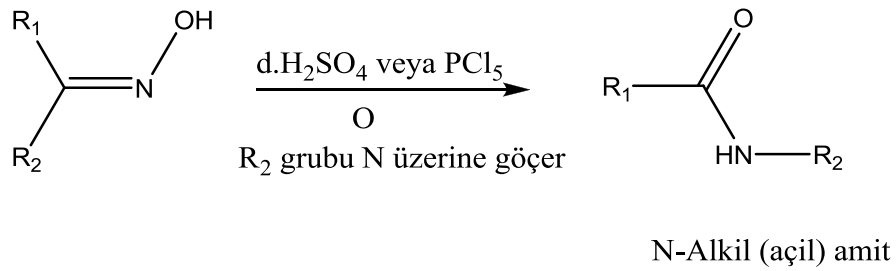 R₁
OH
N
R₂
d.H₂SO₄ veya PCl₅
O
R₂ grubu N üzerine göçer
O
R₁
HN
R₂
N-Alkil (açil) amit